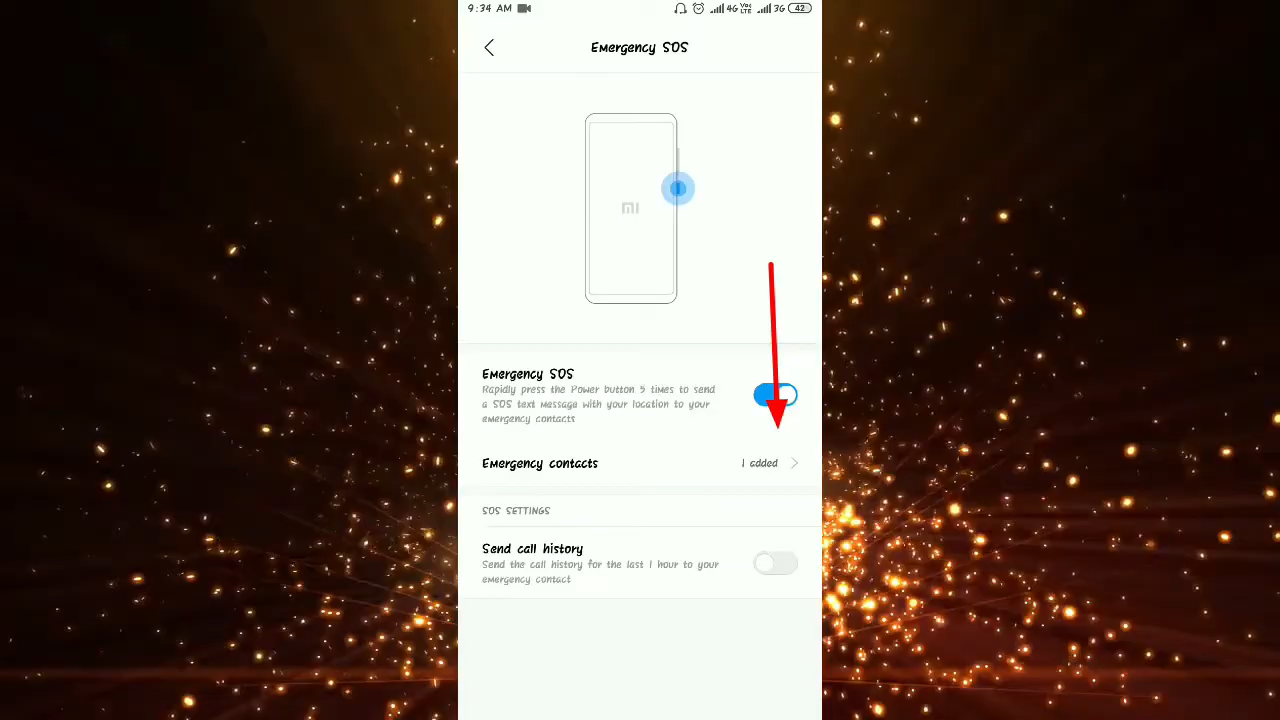 9:34 AM 4G Vo) LTE 3G 42
Emergency SOS
MI
Emergency SOS
Rapidly press the Power button 5 times to send
a SOS text message with your location to your
emergency contacts
Emergency contacts 1 added
SOS SETTINGS
Send call history
Send the call history for the last 1 hour to your
emergency contact